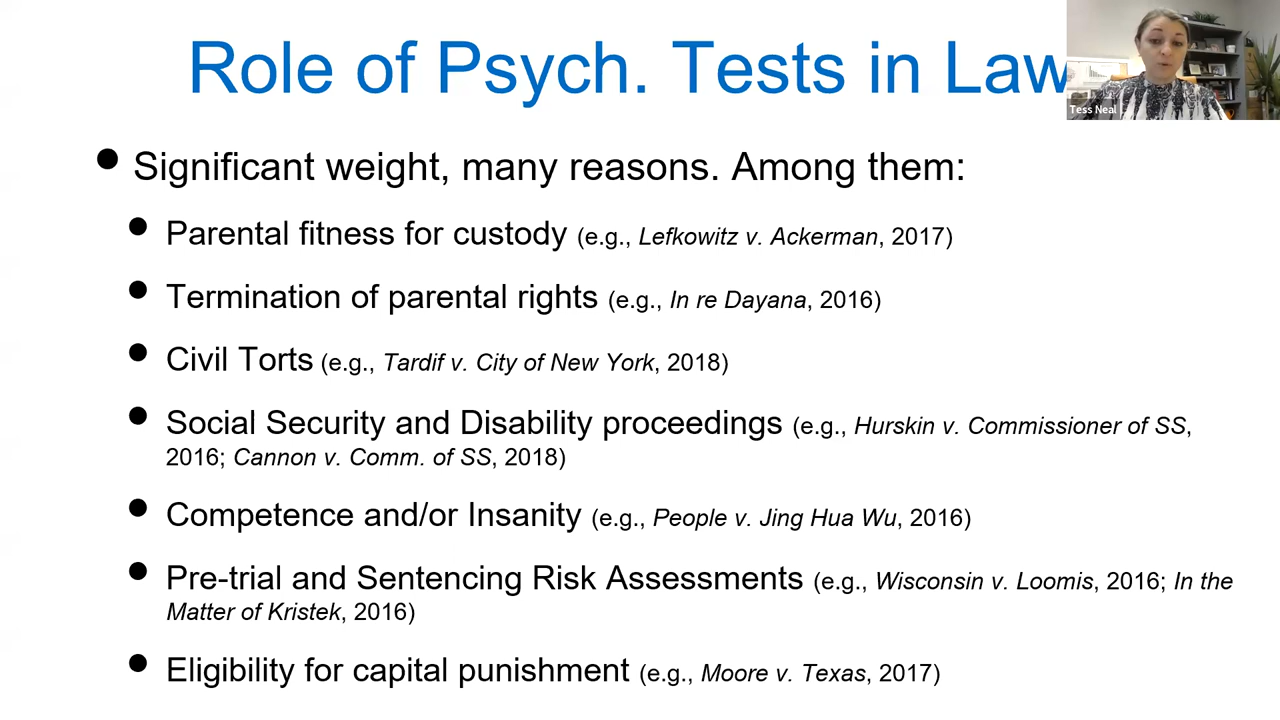 Role of Psych. Tests in Law
Tess Neal
• Significant weight, many reasons. Among them:
• Parental fitness for custody (e.g., Lefkowitz v. Ackerman, 2017)
• Termination of parental rights (e.g., In re Dayana, 2016)
• Civil Torts (e.g., Tardif v. City of New York, 2018)
• Social Security and Disability proceedings (e.g., Hurskin v. Commissioner of SS,
2016; Cannon v. Comm. of SS, 2018)
• Competence and/or Insanity (e.g., People v. Jing Hua Wu, 2016)
• Pre-trial and Sentencing Risk Assessments (e.g., Wisconsin v. Loomis, 2016; In the
Matter of Kristek, 2016)
• Eligibility for capital punishment (e.g., Moore v. Texas, 2017)